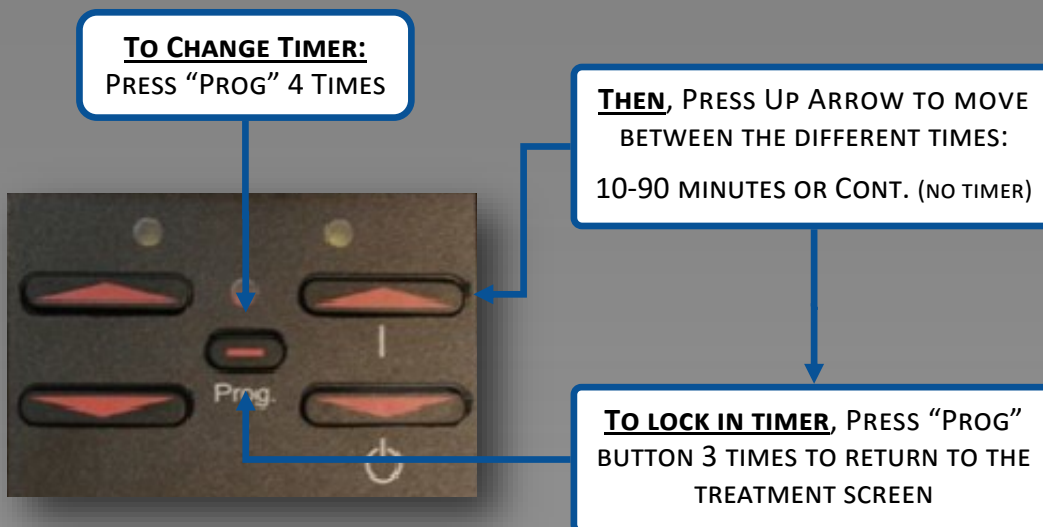 TO CHANGE TIMER:
PRESS “PROG” 4 TIMES
THEN, PRESS UP ARROW TO MOVE
BETWEEN THE DIFFERENT TIMES:
10-90 MINUTES OR CONT. (NO TIMER)
Prog.
TO LOCK IN TIMER, PRESS “PROG”
BUTTON 3 TIMES TO RETURN TO THE
TREATMENT SCREEN